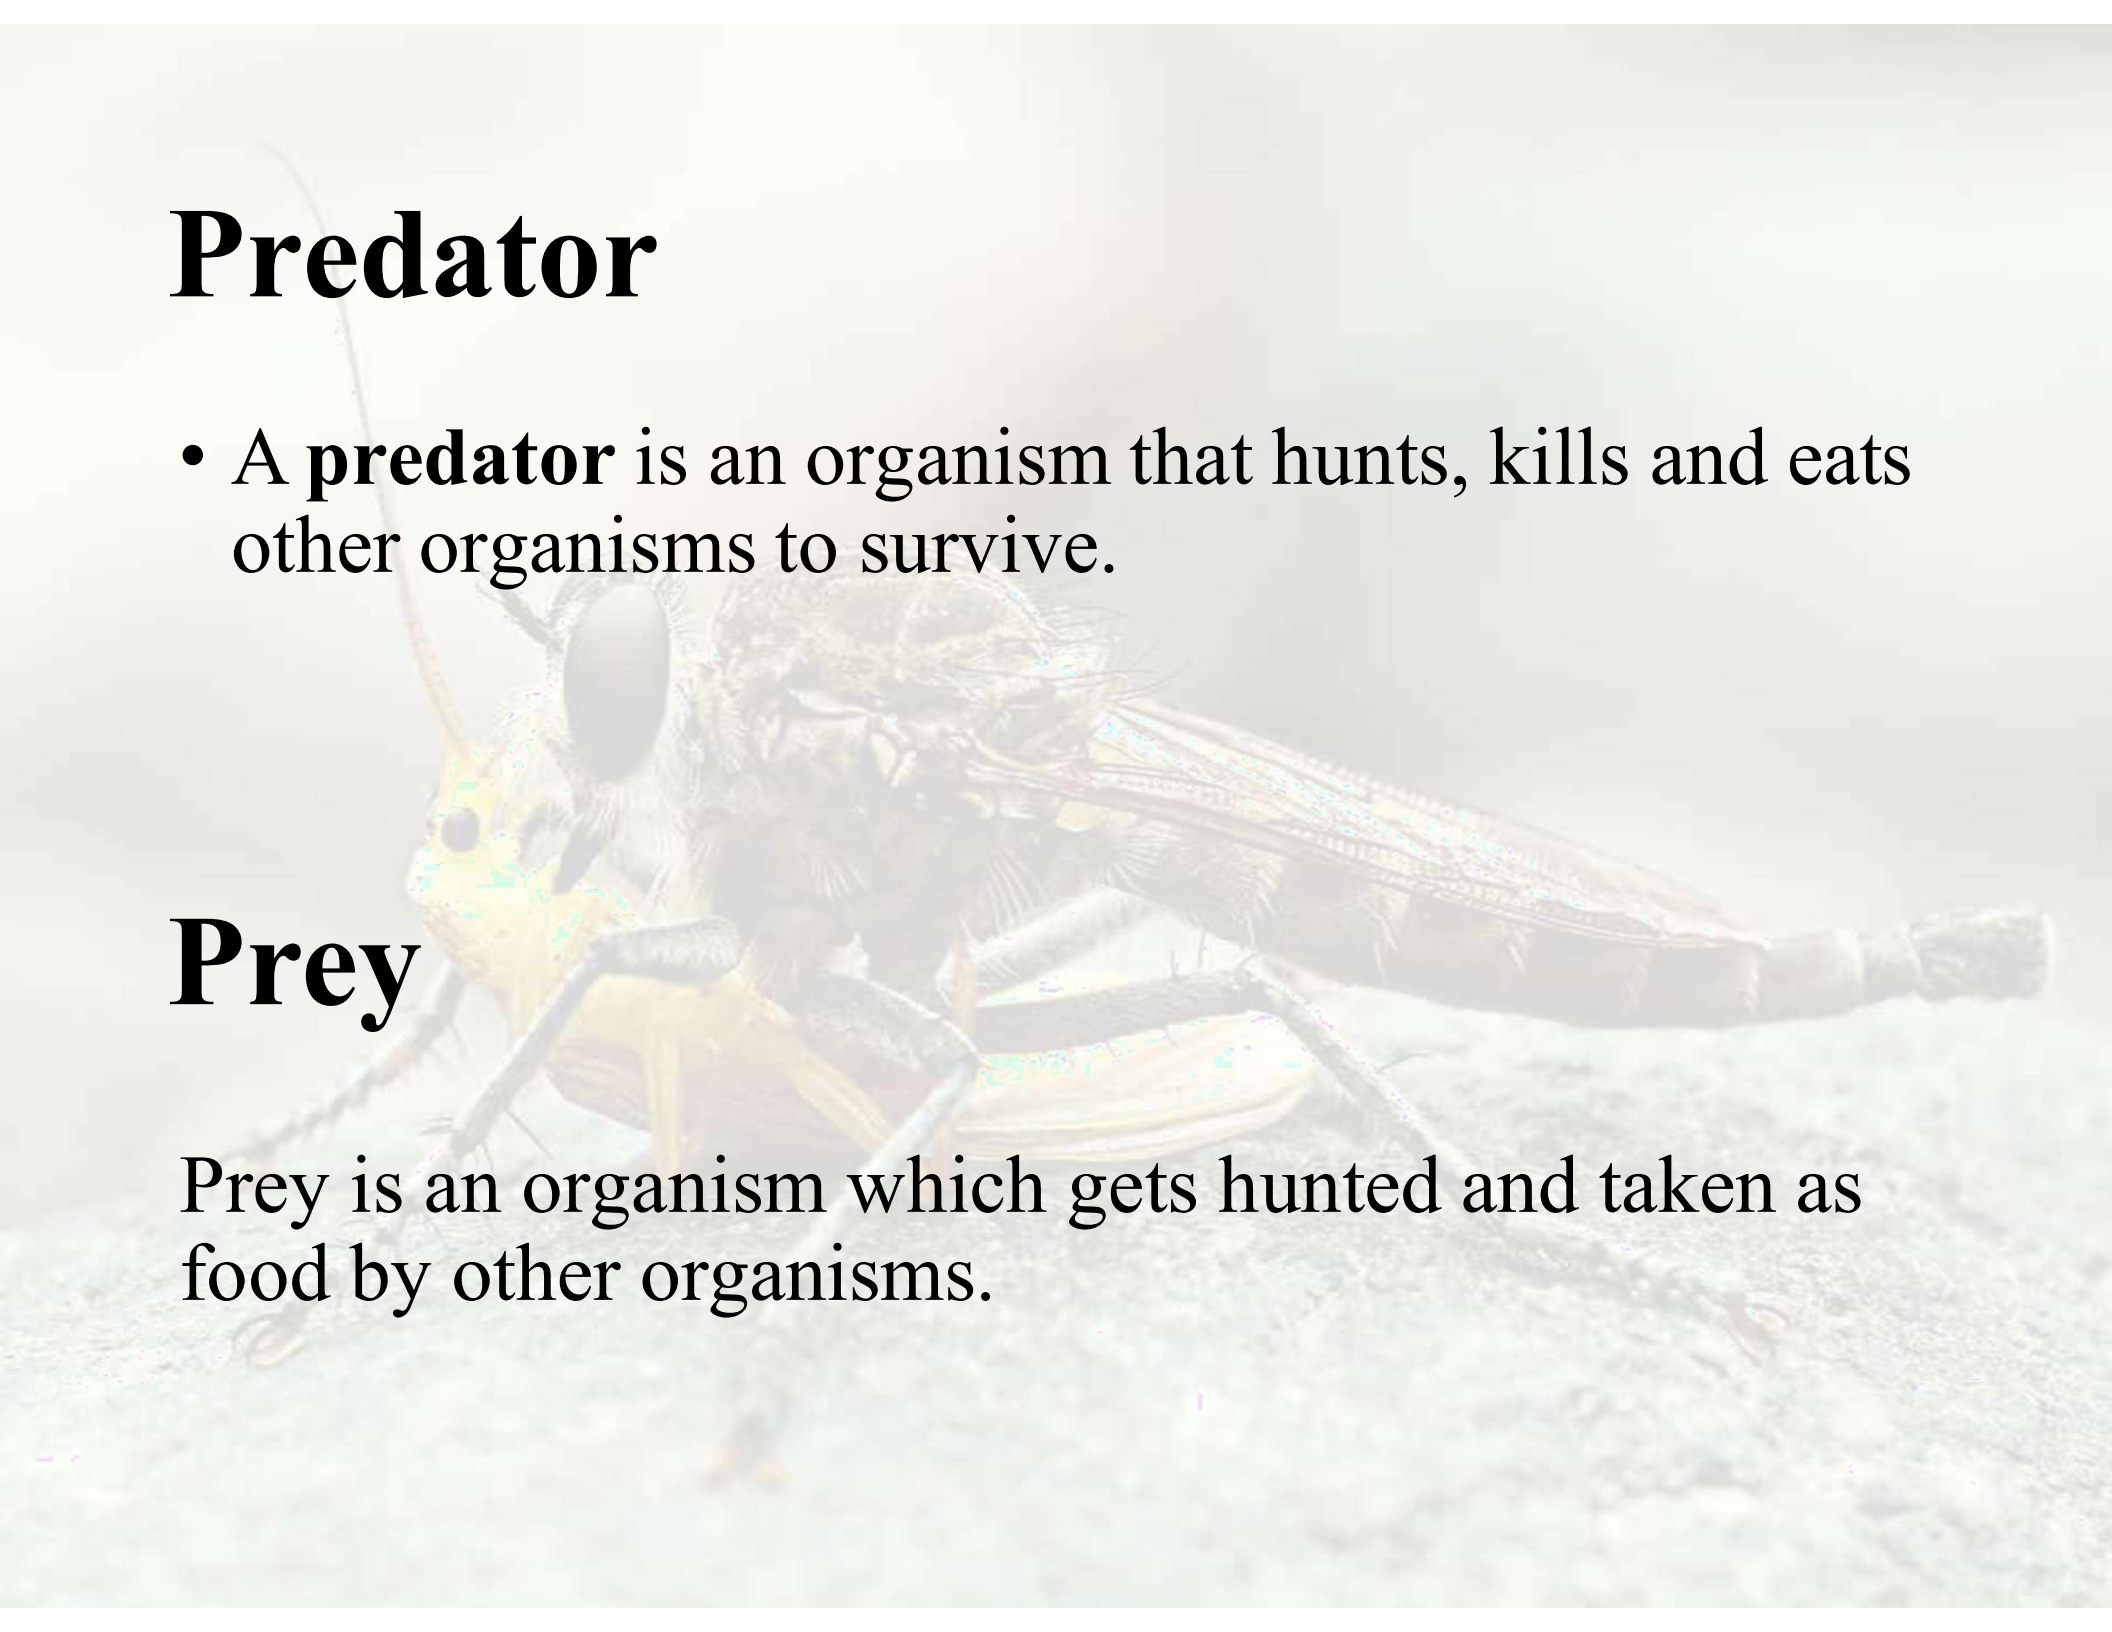 Predator
• A predator is an organism that hunts, kills and eats
other organisms to survive.
Prey
Prey is an organism which gets hunted and taken as
food by other organisms.